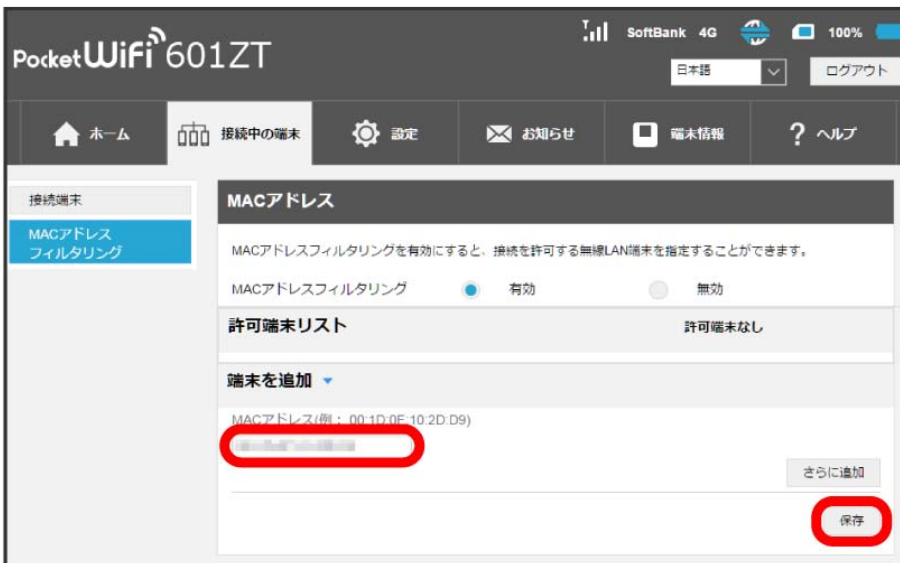 SoftBank 4G 100%
PocketWiFi 601ZT
日本語 ログアウト
ホーム 接続中の端末 設定 お知らせ 端末情報 ? ヘルプ
接続端末
MACアドレス
フィルタリング
MACアドレス
MACアドレスフィルタリングを有効にすると、接続を許可する無線LAN端末を指定することができます。
MACアドレスフィルタリング 有効 無効
許可端末リスト 許可端末なし
端末を追加
MACアドレス(例： 00:1D:0F:10:2D:D9)
さらに追加
保存